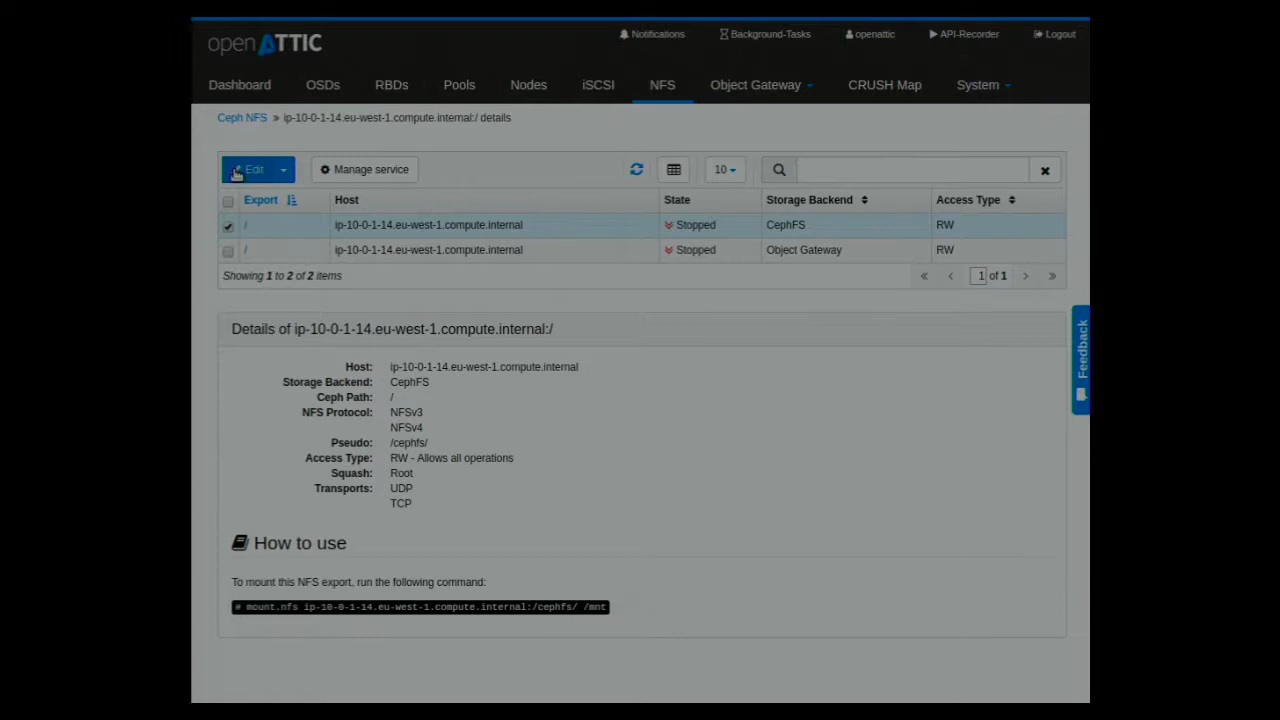 openATTIC
Notifications Background-Tasks openattic API-Recorder Logout
Dashboard OSDs RBDs Pools Nodes iSCSI NFS Object Gateway CRUSH Map System
Ceph NFS » ip-10-0-1-14.eu-west-1.compute.internal:/ details
Edit Manage service 10
Export Host State Storage Backend Access Type
/ ip-10-0-1-14.eu-west-1.compute.internal Stopped CephFS RW
/ ip-10-0-1-14.eu-west-1.compute.internal Stopped Object Gateway RW
Showing 1 to 2 of 2 items « ‹ 1 of 1 › »
Feedback
Details of ip-10-0-1-14.eu-west-1.compute.internal:/
Host: ip-10-0-1-14.eu-west-1.compute.internal
Storage Backend: CephFS
Ceph Path: /
NFS Protocol: NFSv3
NFSv4
Pseudo: /cephfs/
Access Type: RW - Allows all operations
Squash: Root
Transports: UDP
TCP
How to use
To mount this NFS export, run the following command:
# mount.nfs ip-10-0-1-14.eu-west-1.compute.internal:/cephfs/ /mnt